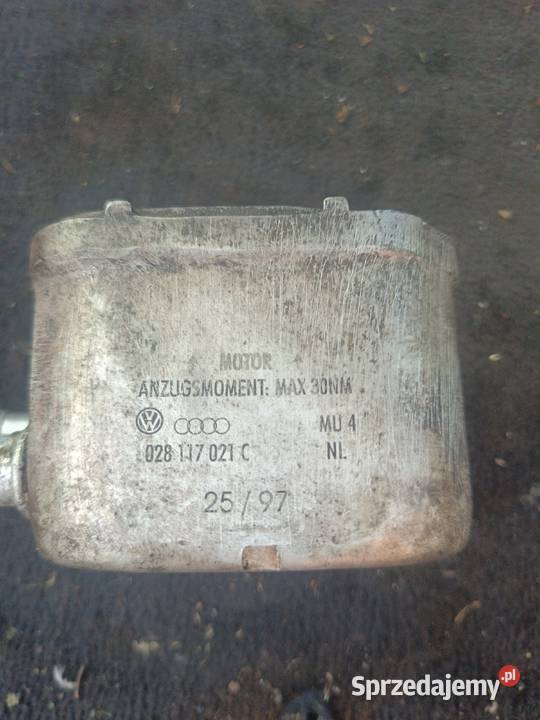 MOTOR
ANZUGSMOMENT: MAX 30NM
MU 4
028 117 021 C NL
25 / 97
Sprzedajemy.pl